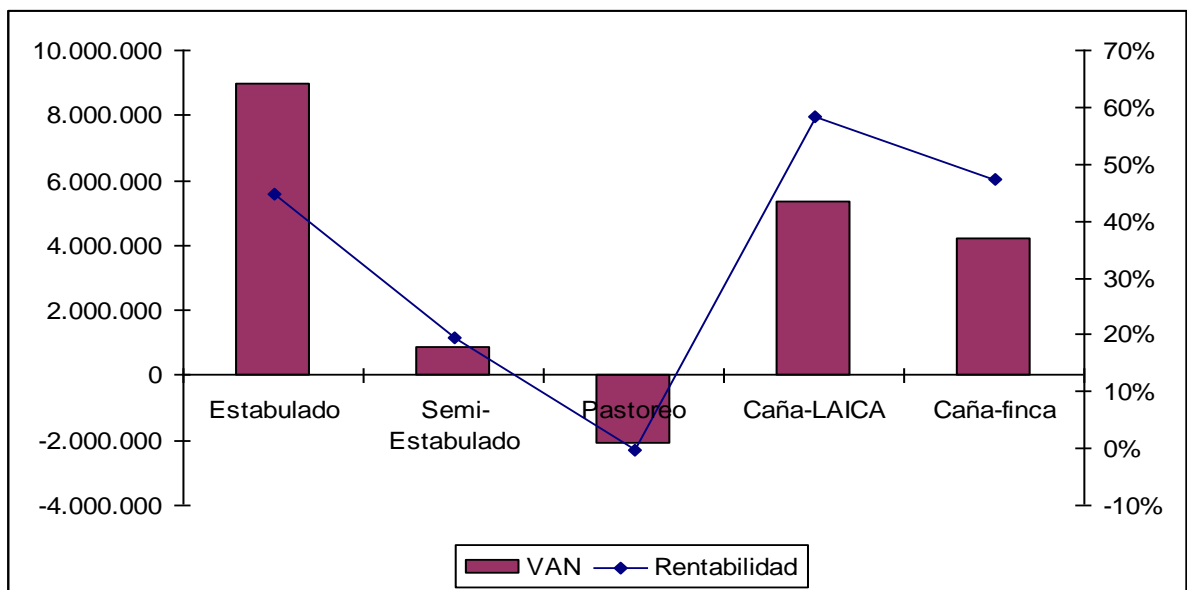 10.000.000
8.000.000
6.000.000
4.000.000
2.000.000
0
-2.000.000
-4.000.000
70%
60%
50%
40%
30%
20%
10%
0%
-10%
Estabulado
Semi-
Estabulado
Pastoreo
Caña-LAICA
Caña-finca
VAN
Rentabilidad